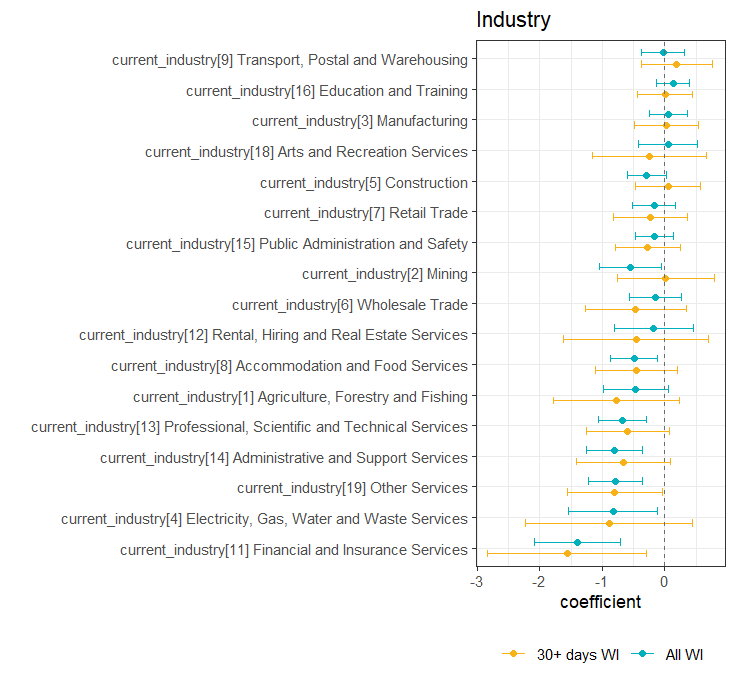 Industry
current_industry[9] Transport, Postal and Warehousing
current_industry[16] Education and Training
current_industry[3] Manufacturing
current_industry[18] Arts and Recreation Services
current_industry[5] Construction
current_industry[7] Retail Trade
current_industry[15] Public Administration and Safety
current_industry[2] Mining
current_industry[6] Wholesale Trade
current_industry[12] Rental, Hiring and Real Estate Services
current_industry[8] Accommodation and Food Services
current_industry[1] Agriculture, Forestry and Fishing
current_industry[13] Professional, Scientific and Technical Services
current_industry[14] Administrative and Support Services
current_industry[19] Other Services
current_industry[4] Electricity, Gas, Water and Waste Services
current_industry[11] Financial and Insurance Services
-3 -2 -1 0
coefficient
30+ days WI All WI